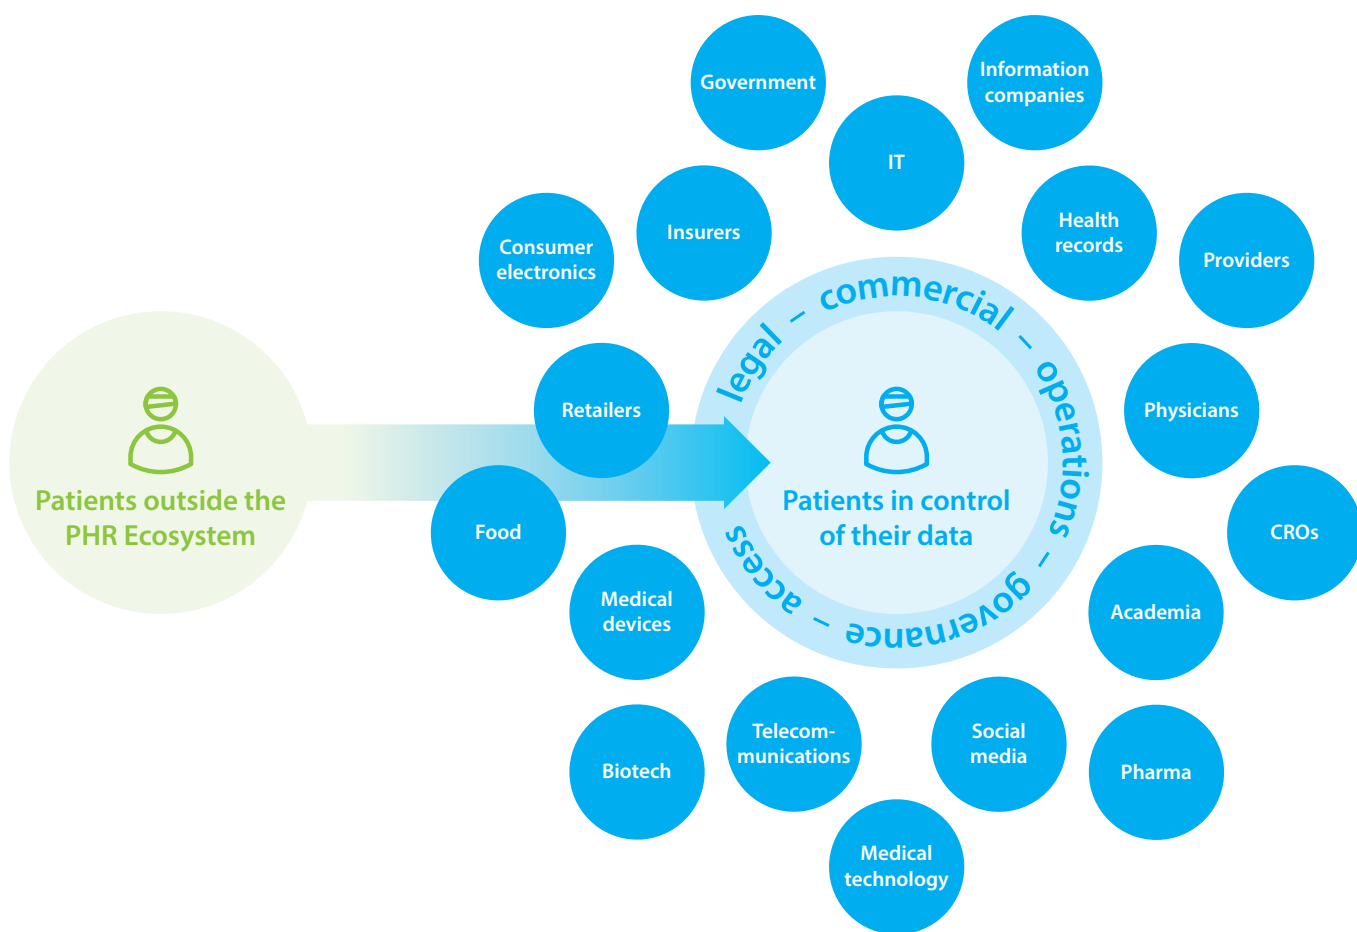 Government
Information
companies
IT
Insurers
Health
records
Consumer
electronics
Providers
legal – commercial – operations – governance – access
Retailers
Physicians
Patients outside the
PHR Ecosystem
Patients in control
of their data
Food
CROs
Medical
devices
Academia
Telecom-
munications
Social
media
Biotech
Pharma
Medical
technology